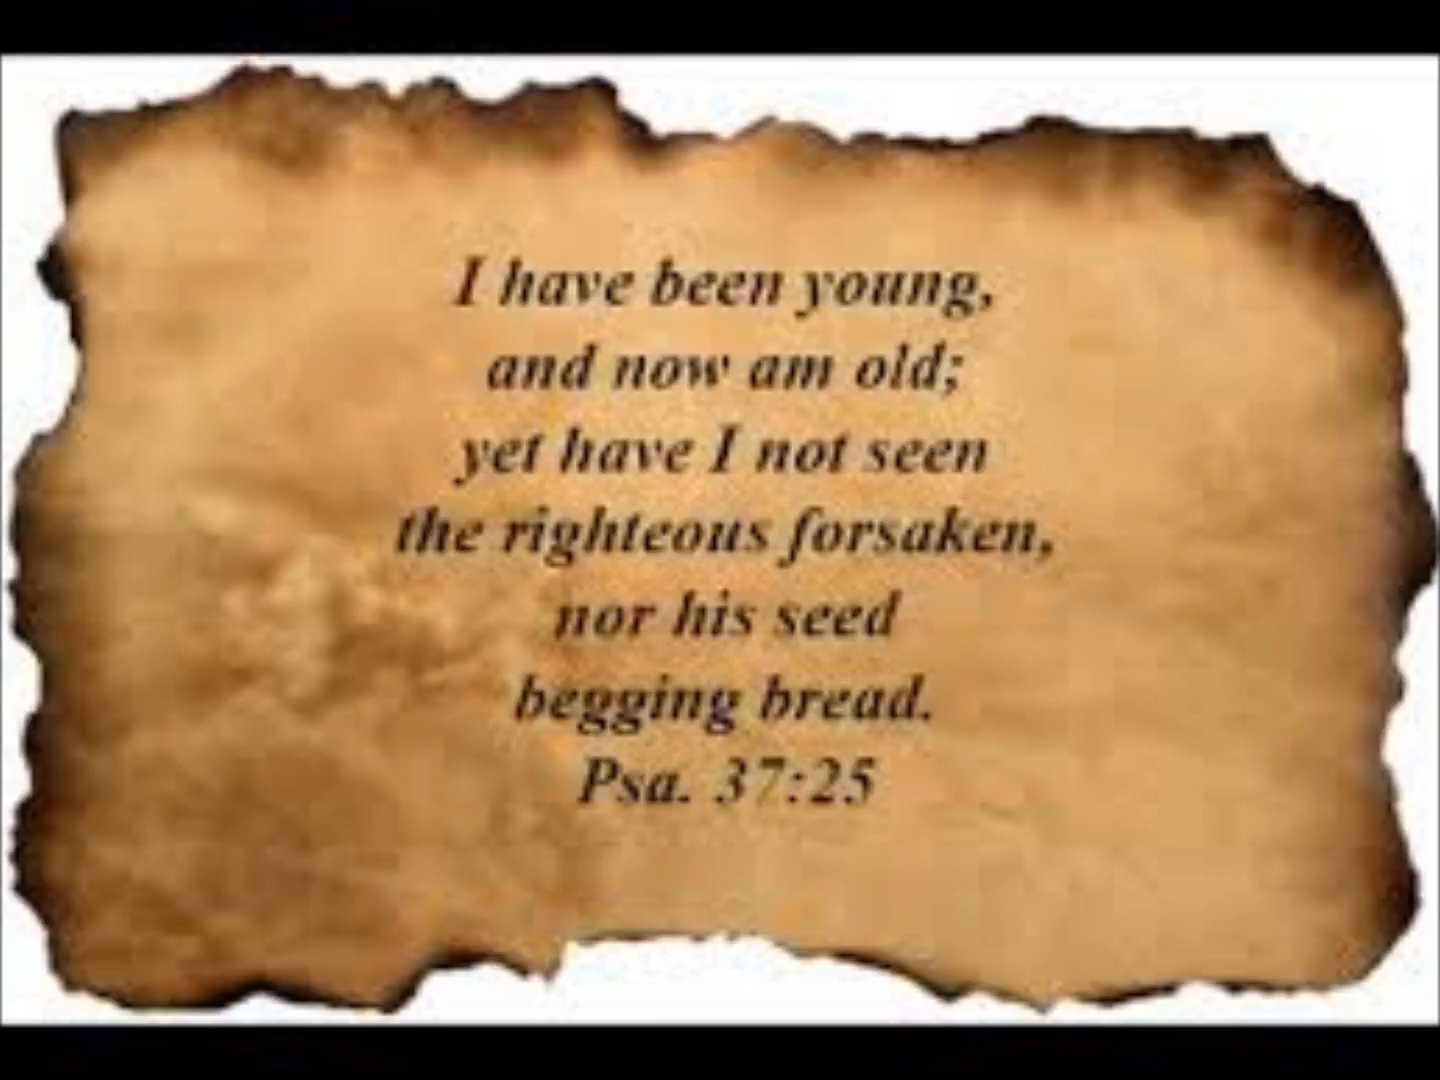 I have been young,
and now am old;
yet have I not seen
the righteous forsaken,
nor his seed
begging bread.
Psa. 37:25